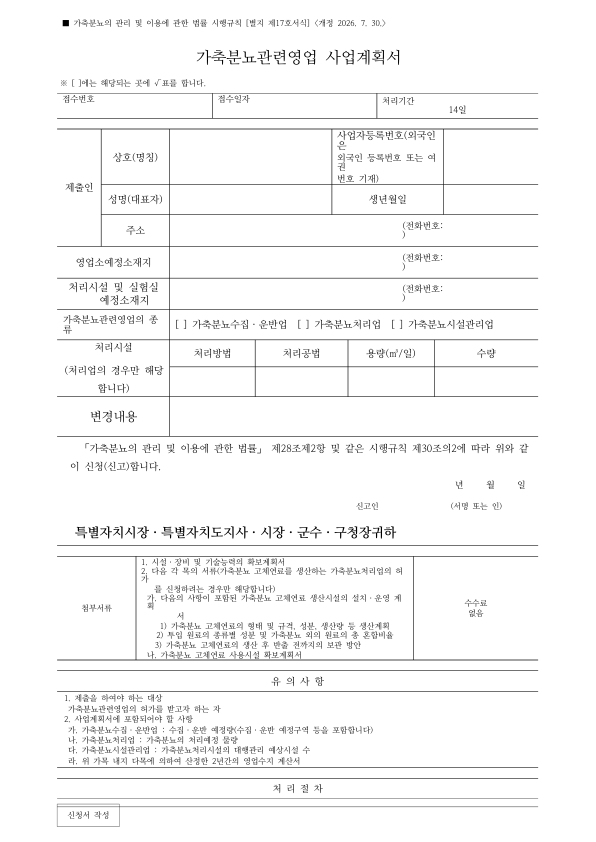 ■ 가축분뇨의 관리 및 이용에 관한 법률 시행규칙 [별지 제17호서식] 〈개정 2026. 7. 30.〉
가축분뇨관련영업 사업계획서
※ [ ]에는 해당되는 곳에 √표를 합니다.
접수번호 접수일자 처리기간
14일
제출인
상호(명칭)
사업자등록번호(외국인
은
외국인 등록번호 또는 여
권
번호 기재)
성명(대표자) 생년월일
주소 (전화번호:
)
영업소예정소재지 (전화번호:
)
처리시설 및 실험실
예정소재지
(전화번호:
)
가축분뇨관련영업의 종
류
[ ] 가축분뇨수집ㆍ운반업 [ ] 가축분뇨처리업 [ ] 가축분뇨시설관리업
처리시설
(처리업의 경우만 해당
합니다)
처리방법 처리공법 용량(㎥/일) 수량
변경내용
「가축분뇨의 관리 및 이용에 관한 법률」 제28조제2항 및 같은 시행규칙 제30조의2에 따라 위와 같
이 신청(신고)합니다.
년 월 일
신고인 (서명 또는 인)
특별자치시장ㆍ특별자치도지사ㆍ시장ㆍ군수ㆍ구청장귀하
첨부서류
1. 시설ㆍ장비 및 기술능력의 확보계획서
2. 다음 각 목의 서류(가축분뇨 고체연료를 생산하는 가축분뇨처리업의 허
가
를 신청하려는 경우만 해당합니다)
가. 다음의 사항이 포함된 가축분뇨 고체연료 생산시설의 설치ㆍ운영 계
획
서
1) 가축분뇨 고체연료의 형태 및 규격, 성분, 생산량 등 생산계획
2) 투입 원료의 종류별 성분 및 가축분뇨 외의 원료의 총 혼합비율
3) 가축분뇨 고체연료의 생산 후 반출 전까지의 보관 방안
나. 가축분뇨 고체연료 사용시설 확보계획서
수수료
없음
유 의 사 항
1. 제출을 하여야 하는 대상
가축분뇨관련영업의 허가를 받고자 하는 자
2. 사업계획서에 포함되어야 할 사항
가. 가축분뇨수집ㆍ운반업 : 수집ㆍ운반 예정량(수집ㆍ운반 예정구역 등을 포함합니다)
나. 가축분뇨처리업 : 가축분뇨의 처리예정 물량
다. 가축분뇨시설관리업 : 가축분뇨처리시설의 대행관리 예상시설 수
라. 위 가목 내지 다목에 의하여 산정한 2년간의 영업수지 계산서
처 리 절 차
신청서 작성